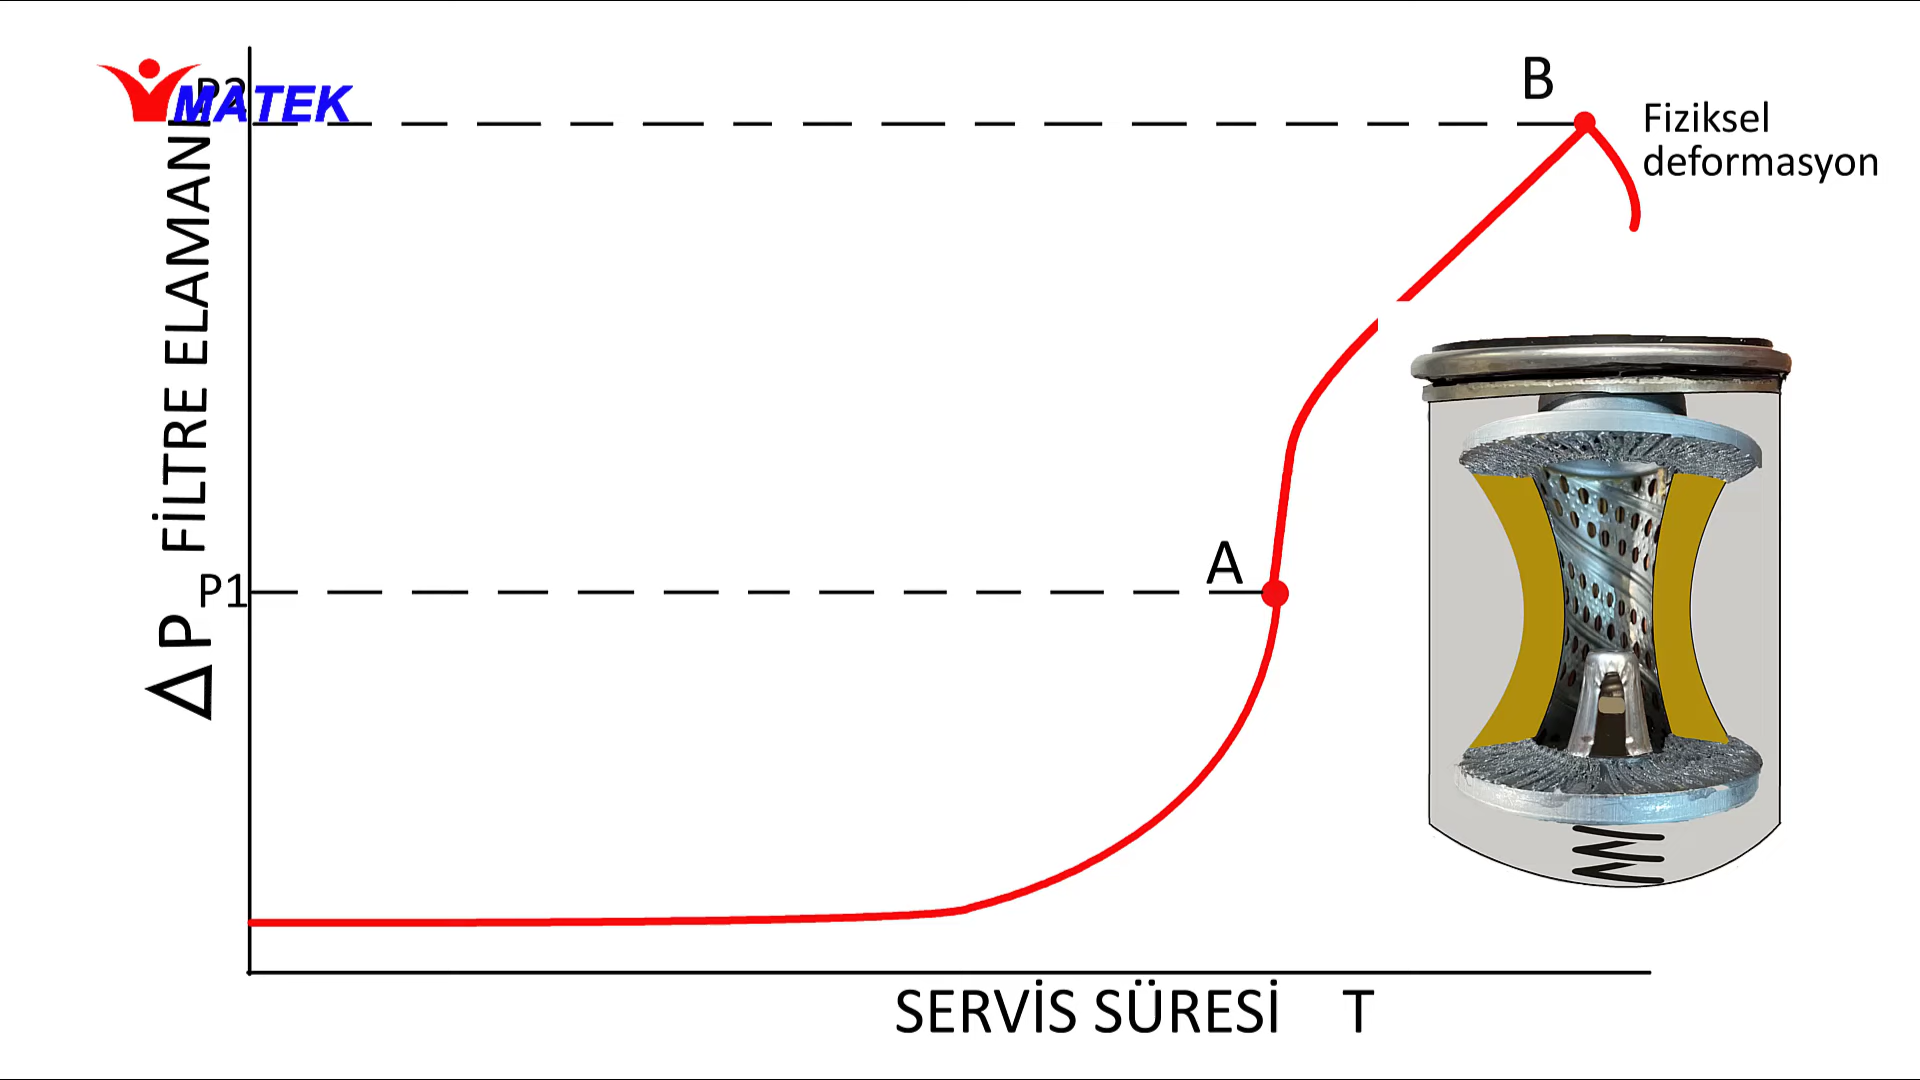 P2
MATEK
B
Fiziksel
deformasyon
ΔP FİLTRE ELAMANI
A
P1
SERVİS SÜRESİ T